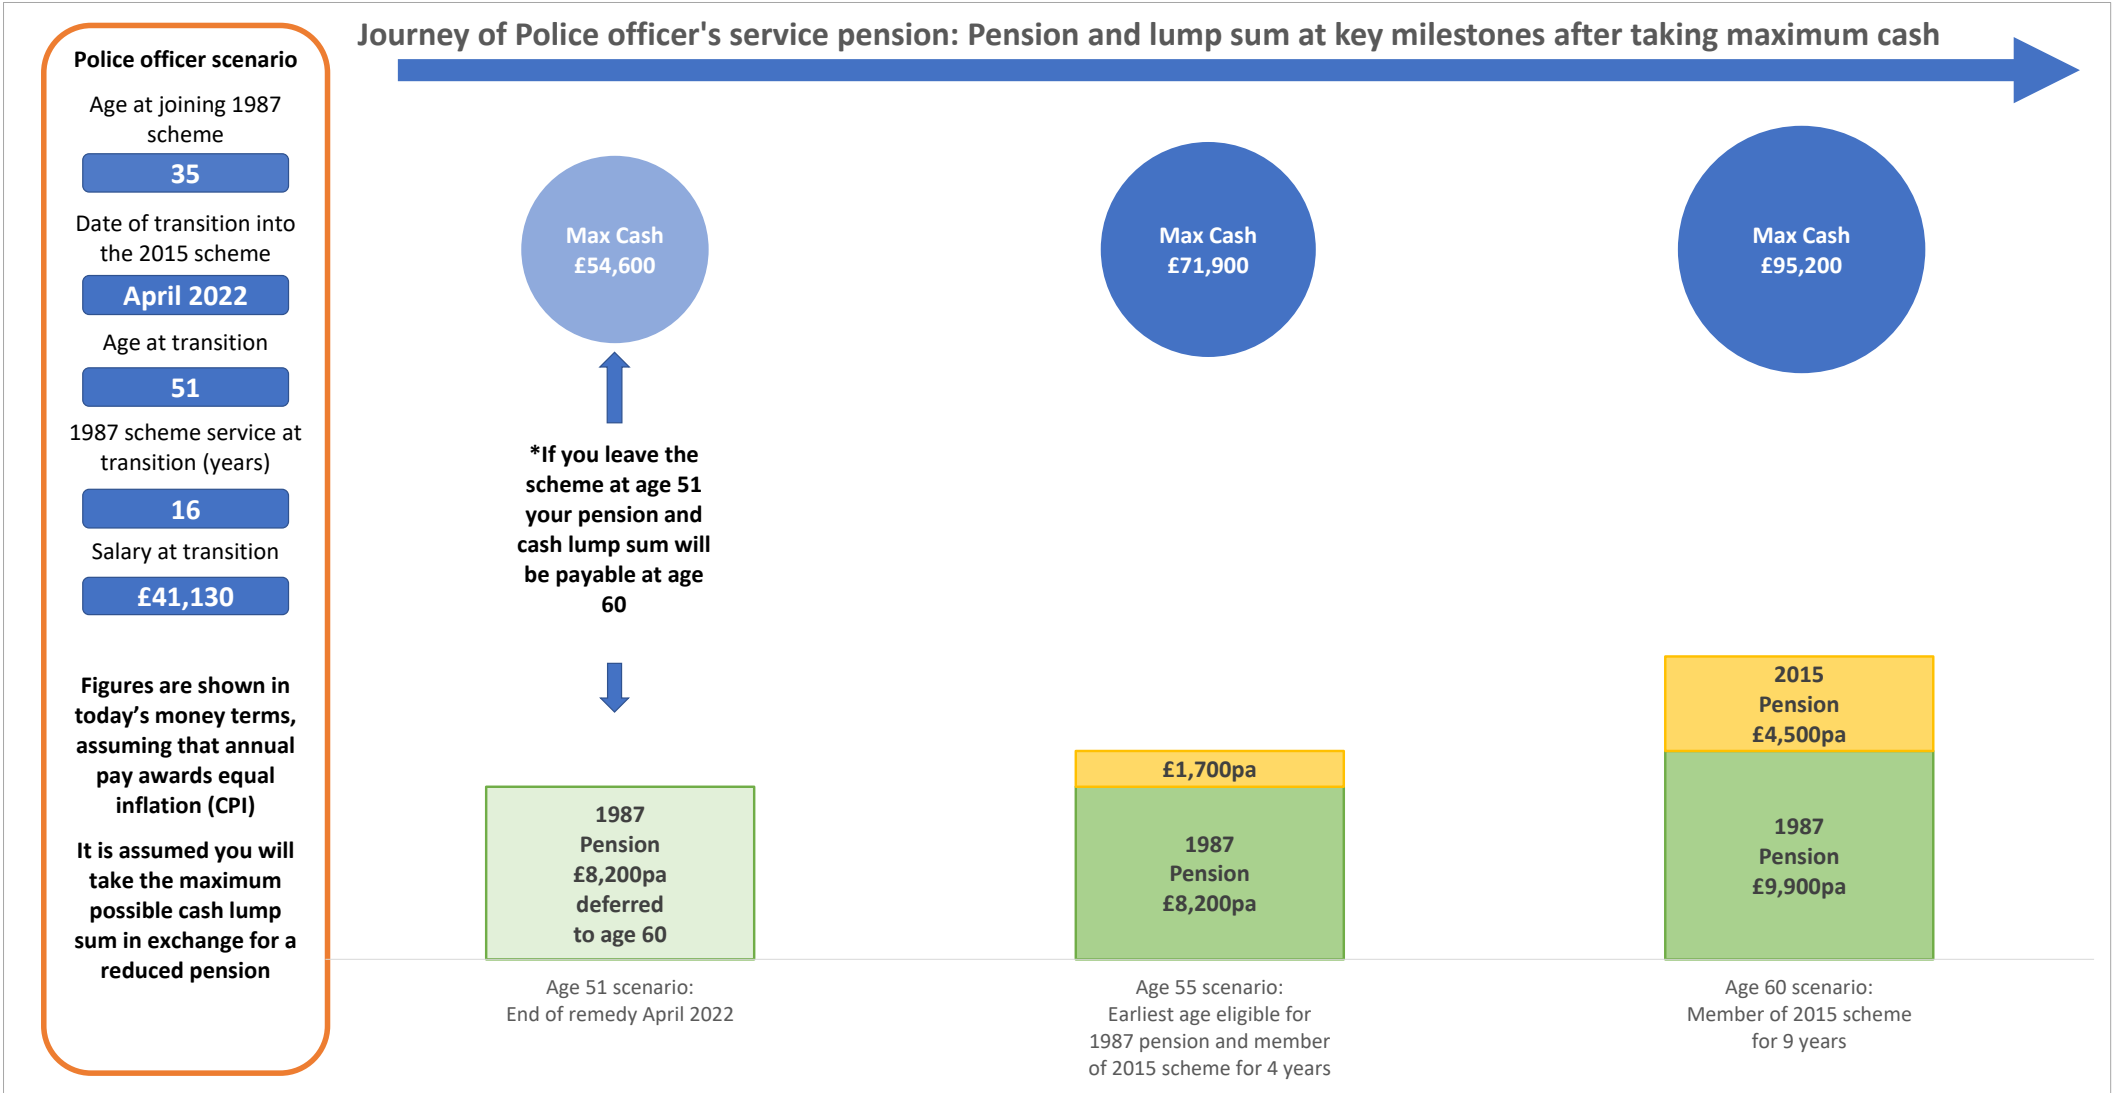 Journey of Police officer's service pension: Pension and lump sum at key milestones after taking maximum cash
Police officer scenario
Age at joining 1987
scheme
35
Date of transition into
the 2015 scheme
April 2022
Age at transition
51
1987 scheme service at
transition (years)
16
Salary at transition
£41,130
Figures are shown in
today’s money terms,
assuming that annual
pay awards equal
inflation (CPI)
It is assumed you will
take the maximum
possible cash lump
sum in exchange for a
reduced pension
Max Cash
£54,600
*If you leave the
scheme at age 51
your pension and
cash lump sum will
be payable at age
60
1987
Pension
£8,200pa
deferred
to age 60
Age 51 scenario:
End of remedy April 2022
Max Cash
£71,900
£1,700pa
1987
Pension
£8,200pa
Age 55 scenario:
Earliest age eligible for
1987 pension and member
of 2015 scheme for 4 years
Max Cash
£95,200
2015
Pension
£4,500pa
1987
Pension
£9,900pa
Age 60 scenario:
Member of 2015 scheme
for 9 years